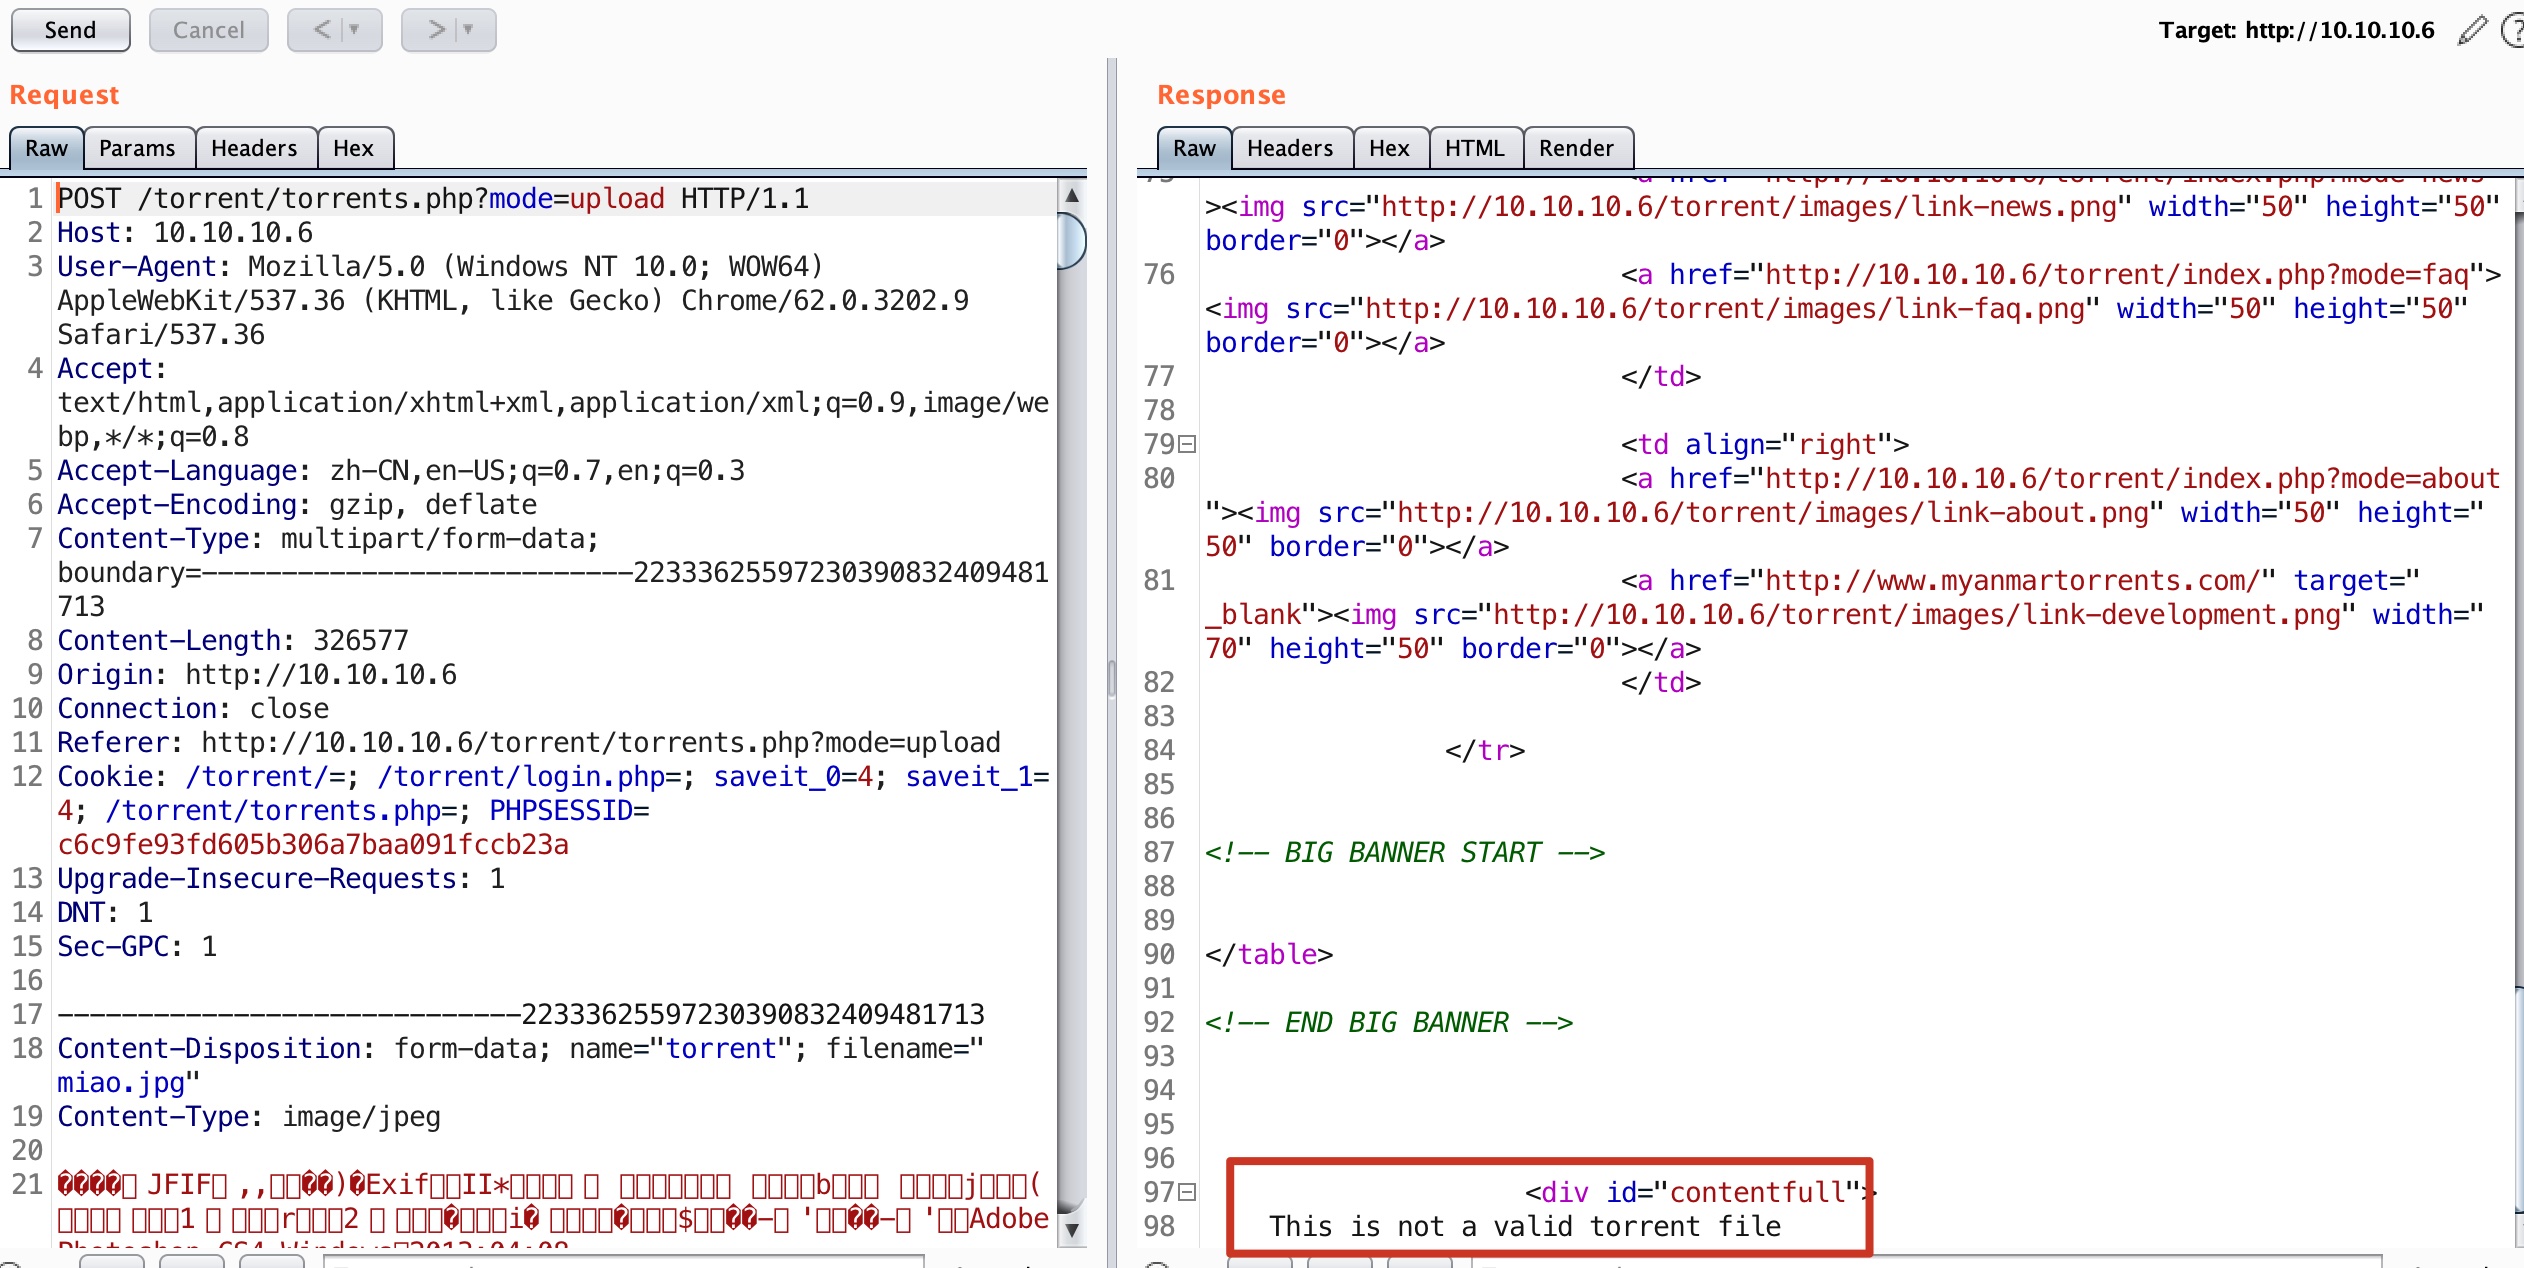 Send Cancel < > Target: http://10.10.10.6
Request
Raw Params Headers Hex
1 POST /torrent/torrents.php?mode=upload HTTP/1.1
2 Host: 10.10.10.6
3 User-Agent: Mozilla/5.0 (Windows NT 10.0; WOW64)
AppleWebKit/537.36 (KHTML, like Gecko) Chrome/62.0.3202.9
Safari/537.36
4 Accept:
text/html,application/xhtml+xml,application/xml;q=0.9,image/we
bp,*/*;q=0.8
5 Accept-Language: zh-CN,en-US;q=0.7,en;q=0.3
6 Accept-Encoding: gzip, deflate
7 Content-Type: multipart/form-data;
boundary=---------------------------22333625597230390832409481
713
8 Content-Length: 326577
9 Origin: http://10.10.10.6
10 Connection: close
11 Referer: http://10.10.10.6/torrent/torrents.php?mode=upload
12 Cookie: /torrent/=; /torrent/login.php=; saveit_0=4; saveit_1=
4; /torrent/torrents.php=; PHPSESSID=
c6c9fe93fd605b306a7baa091fccb23a
13 Upgrade-Insecure-Requests: 1
14 DNT: 1
15 Sec-GPC: 1
16
17 -----------------------------22333625597230390832409481713
18 Content-Disposition: form-data; name="torrent"; filename="
miao.jpg"
19 Content-Type: image/jpeg
20
21 JFIF ,, )Exif II* b j (
1 r 2 i $ - ' - ' Adobe
Response
Raw Headers Hex HTML Render
><img src="http://10.10.10.6/torrent/images/link-news.png" width="50" height="50"
border="0"></a>
76 <a href="http://10.10.10.6/torrent/index.php?mode=faq">
<img src="http://10.10.10.6/torrent/images/link-faq.png" width="50" height="50"
border="0"></a>
77 </td>
78
79 <td align="right">
80 <a href="http://10.10.10.6/torrent/index.php?mode=about
"><img src="http://10.10.10.6/torrent/images/link-about.png" width="50" height="
50" border="0"></a>
81 <a href="http://www.myanmartorrents.com/" target="
_blank"><img src="http://10.10.10.6/torrent/images/link-development.png" width="
70" height="50" border="0"></a>
82 </td>
83
84 </tr>
85
86
87 <!-- BIG BANNER START -->
88
89
90 </table>
91
92 <!-- END BIG BANNER -->
93
94
95
96
97 <div id="contentfull">
98 This is not a valid torrent file